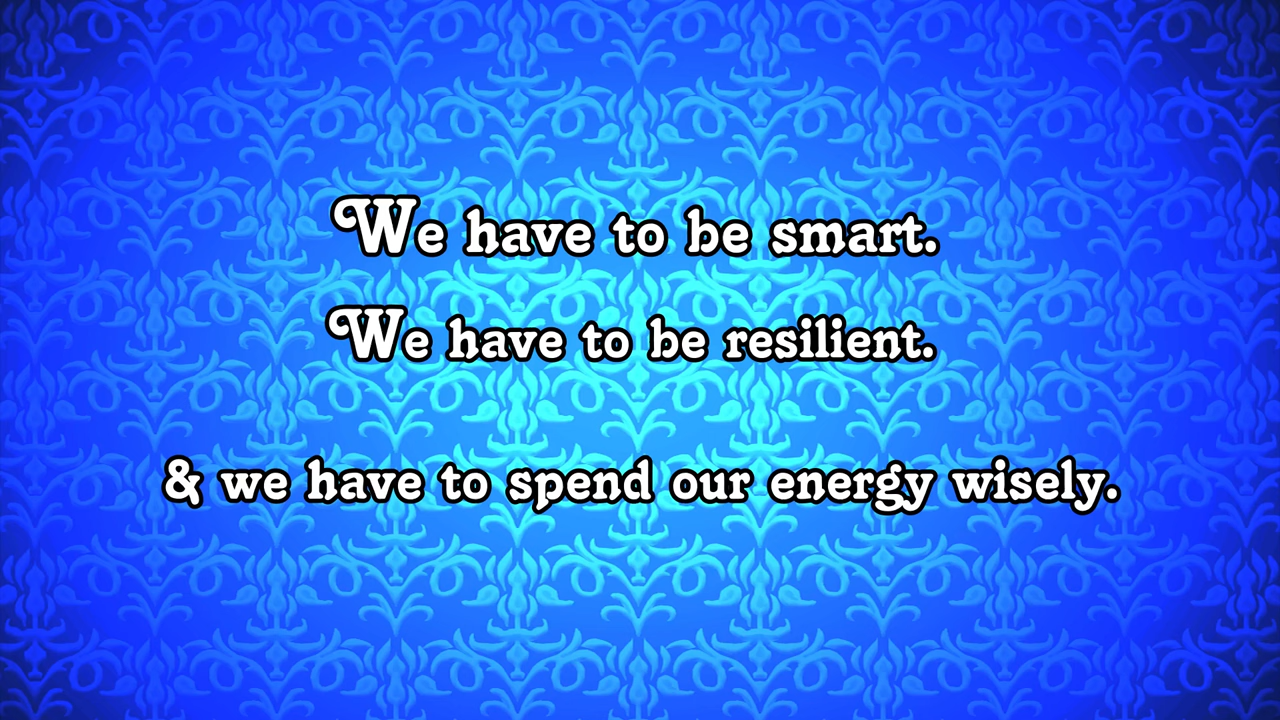 We have to be smart.
We have to be resilient.
& we have to spend our energy wisely.